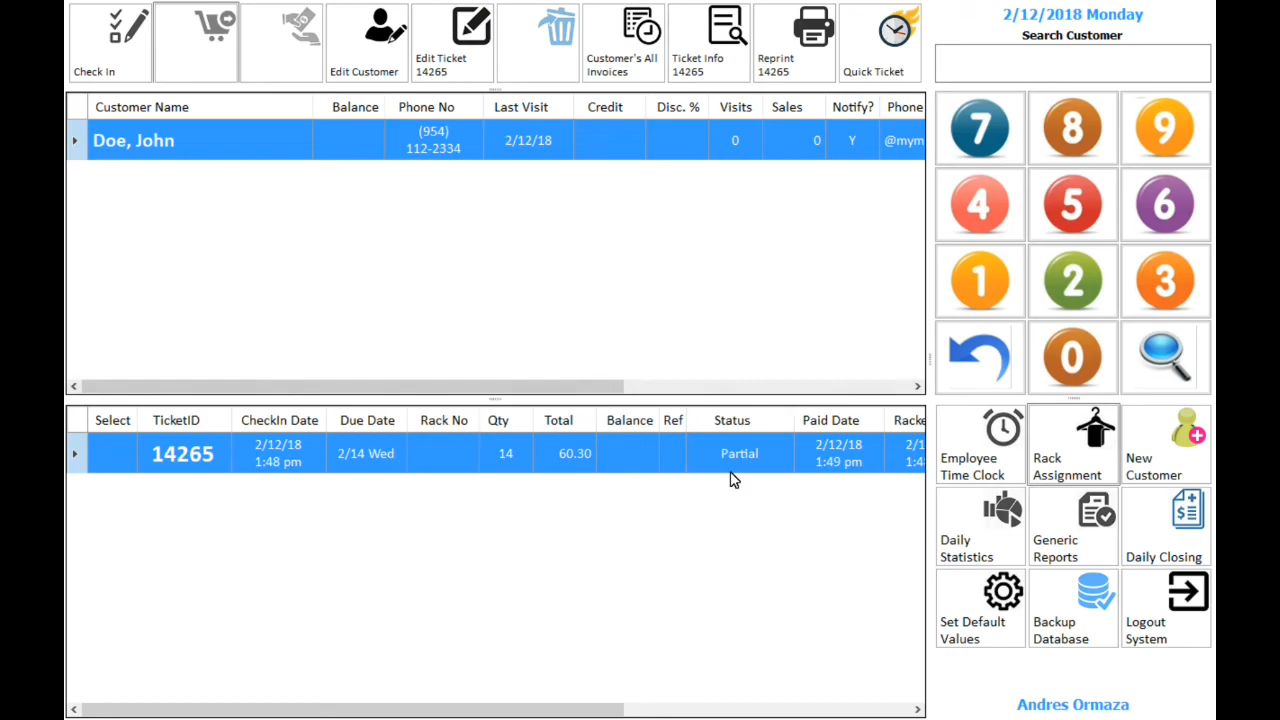 Check In
Edit Customer
Edit Ticket
14265
Customer's All
Invoices
Ticket Info
14265
Reprint
14265
Quick Ticket
2/12/2018 Monday
Search Customer
Customer Name Balance Phone No Last Visit Credit Disc. % Visits Sales Notify? Phone
Doe, John (954) 112-2334 2/12/18 0 0 Y @mym
7 8 9
4 5 6
1 2 3
0
Select TicketID CheckIn Date Due Date Rack No Qty Total Balance Ref Status Paid Date Racke
14265 2/12/18 1:48 pm 2/14 Wed 14 60.30 Partial 2/12/18 1:49 pm 2/1 1:4
Employee
Time Clock
Rack
Assignment
New
Customer
Daily
Statistics
Generic
Reports
Daily Closing
Set Default
Values
Backup
Database
Logout
System
Andres Ormaza